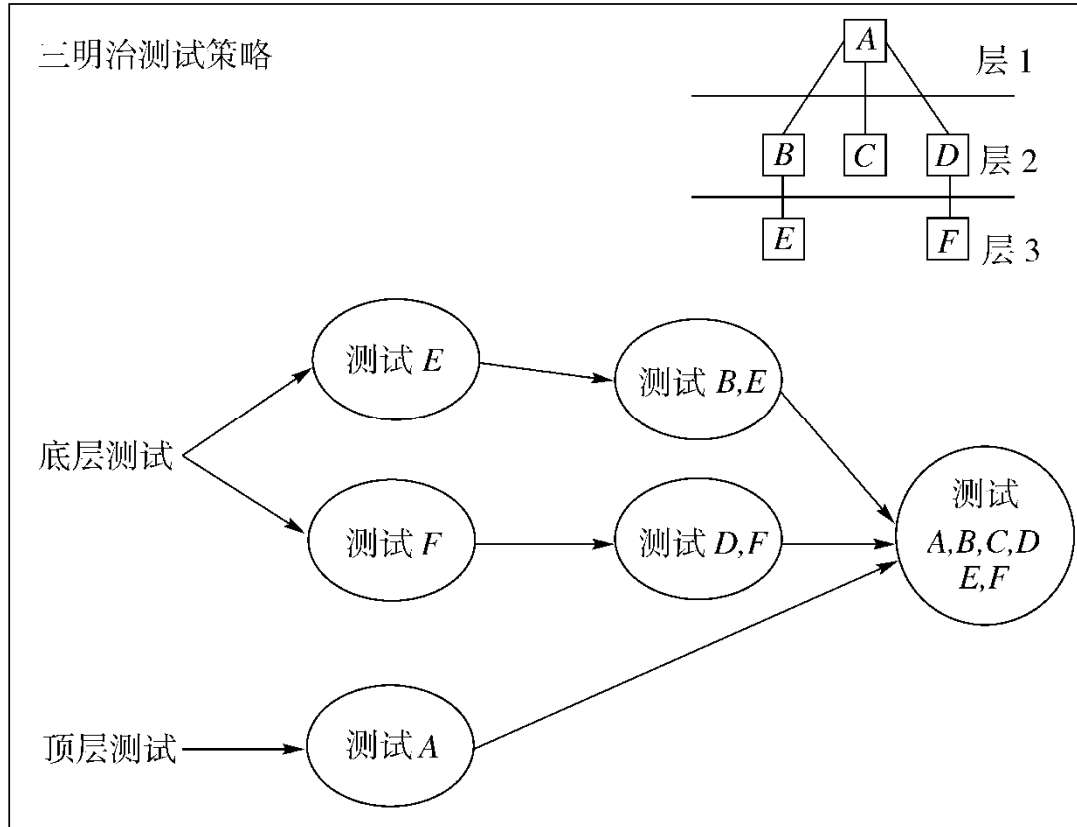 三明治测试策略
A
层 1
B
C
D
层 2
E
F
层 3
测试 E
测试 B,E
底层测试
测试
A,B,C,D
E,F
测试 F
测试 D,F
顶层测试
测试 A